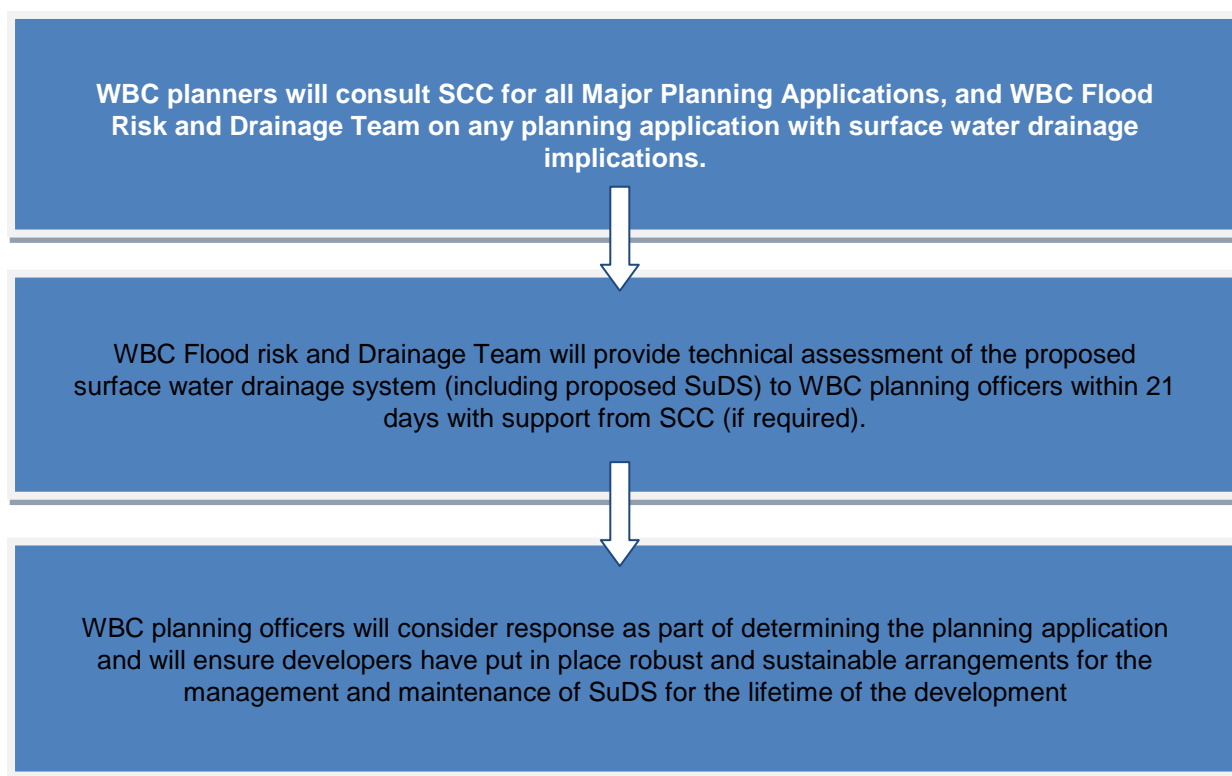 WBC planners will consult SCC for all Major Planning Applications, and WBC Flood
Risk and Drainage Team on any planning application with surface water drainage
implications.
WBC Flood risk and Drainage Team will provide technical assessment of the proposed
surface water drainage system (including proposed SuDS) to WBC planning officers within 21
days with support from SCC (if required).
WBC planning officers will consider response as part of determining the planning application
and will ensure developers have put in place robust and sustainable arrangements for the
management and maintenance of SuDS for the lifetime of the development